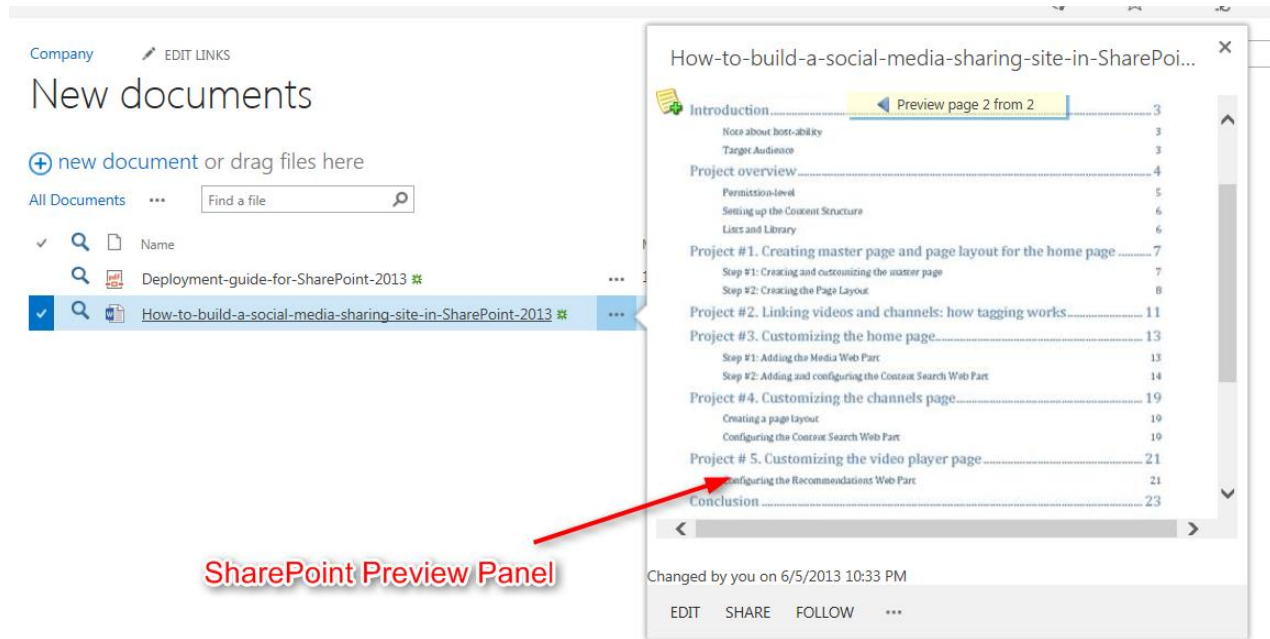 Company EDIT LINKS
New documents
new document or drag files here
All Documents ••• Find a file
Name
Deployment-guide-for-SharePoint-2013 •••
How-to-build-a-social-media-sharing-site-in-SharePoint-2013 •••
SharePoint Preview Panel
How-to-build-a-social-media-sharing-site-in-SharePoi...
Preview page 2 from 2
Introduction 3
Note about host-ability 3
Target Audience 3
Project overview 4
Permission-level 5
Setting up the Content Structure 6
Lists and Library 6
Project #1. Creating master page and page layout for the home page 7
Step #1: Creating and customizing the master page 7
Step #2: Creating the Page Layout 8
Project #2. Linking videos and channels: how tagging works 11
Project #3. Customizing the home page 13
Step #1: Adding the Media Web Part 13
Step #2: Adding and configuring the Content Search Web Part 14
Project #4. Customizing the channels page 19
Creating a page layout 19
Configuring the Content Search Web Part 19
Project # 5. Customizing the video player page 21
Configuring the Recommendations Web Part 21
Conclusion 23
Changed by you on 6/5/2013 10:33 PM
EDIT SHARE FOLLOW •••